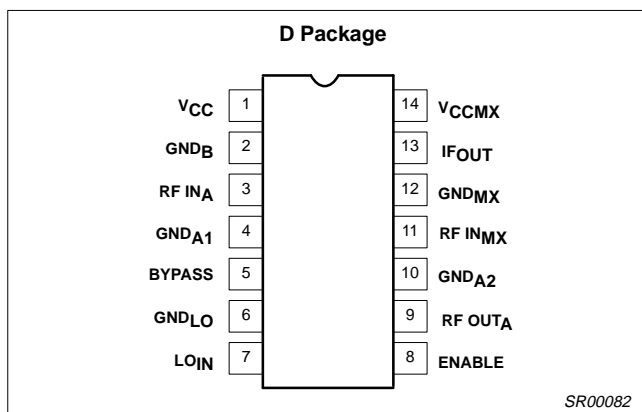 D Package
VCC 1 14 VCCMX
GNDB 2 13 IFOUT
RF INA 3 12 GNDMX
GNDA1 4 11 RF INMX
BYPASS 5 10 GNDA2
GNDLO 6 9 RF OUTA
LOIN 7 8 ENABLE
SR00082